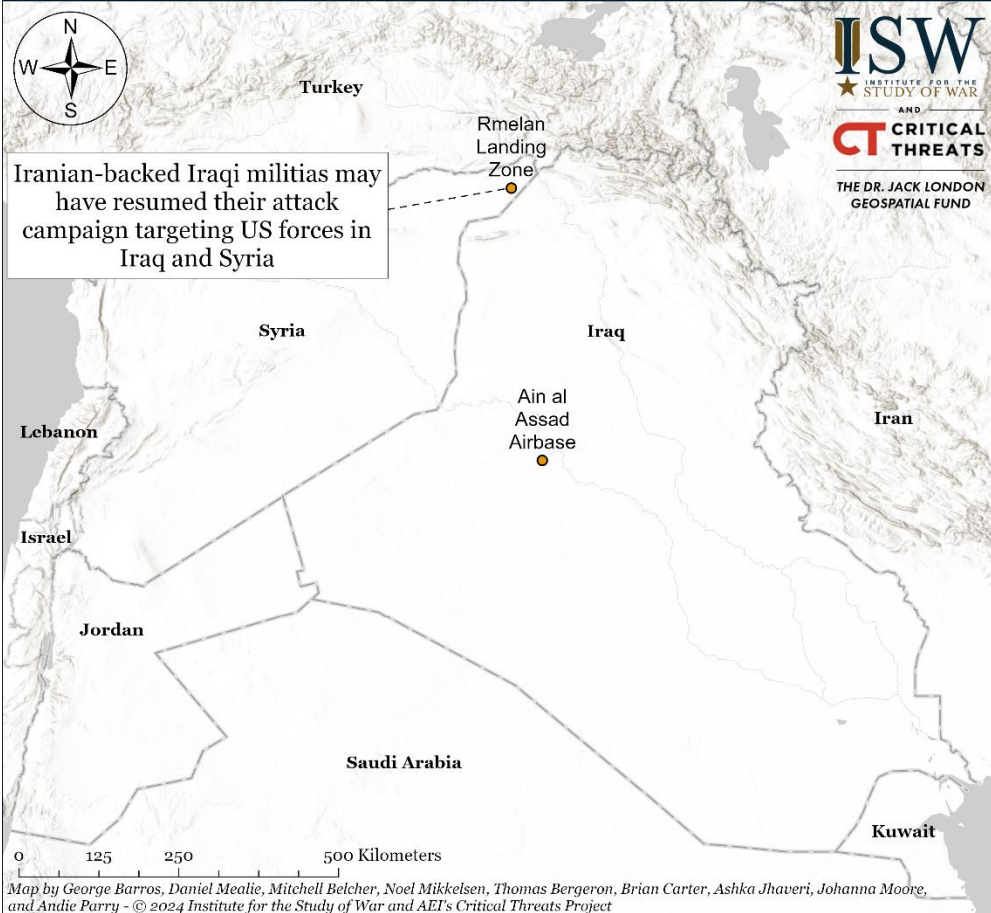 N
W E
S
Turkey
ISW
INSTITUTE FOR THE
STUDY OF WAR
AND
CT CRITICAL
THREATS
THE DR. JACK LONDON
GEOSPATIAL FUND
Rmelan
Landing
Zone
Iranian-backed Iraqi militias may
have resumed their attack
campaign targeting US forces in
Iraq and Syria
Syria
Iraq
Ain al
Assad
Airbase
Iran
Lebanon
Israel
Jordan
Saudi Arabia
Kuwait
0 125 250 500 Kilometers
Map by George Barros, Daniel Mealie, Mitchell Belcher, Noel Mikkelsen, Thomas Bergeron, Brian Carter, Ashka Jhaveri, Johanna Moore,
and Andie Parry - © 2024 Institute for the Study of War and AEI's Critical Threats Project